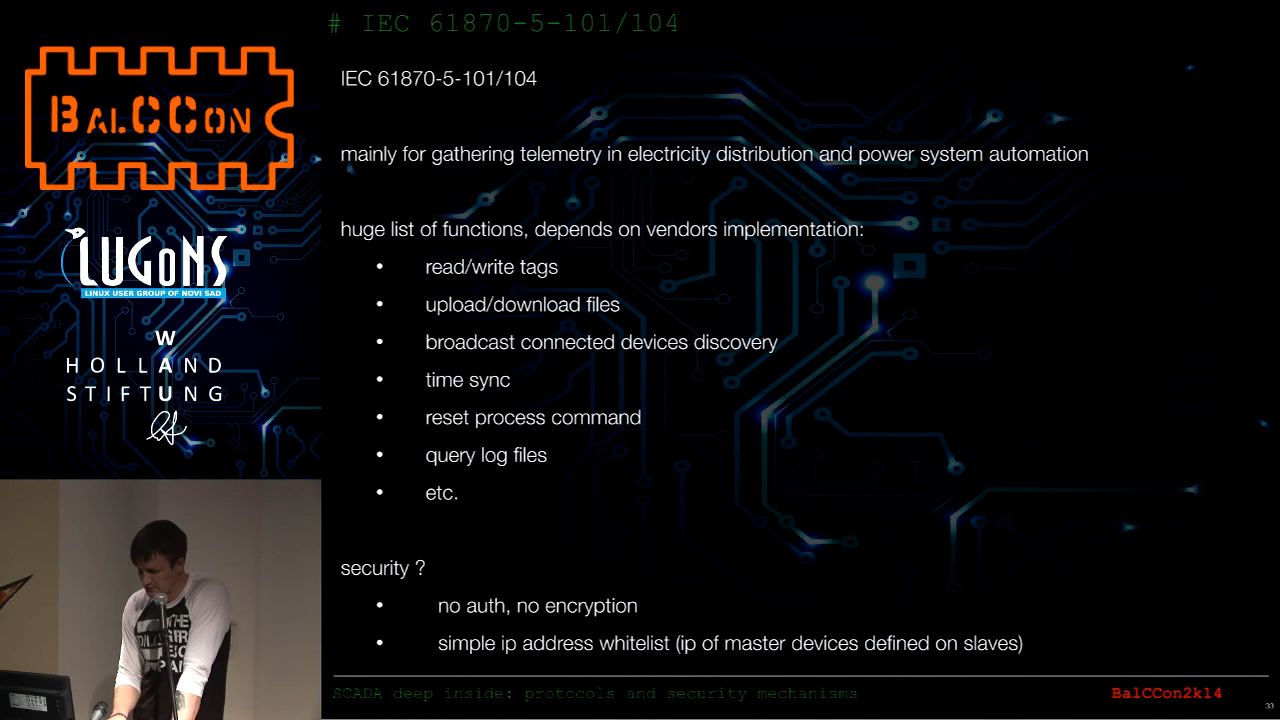 # IEC 61870-5-101/104
BALCCON
LUGONS
LINUX USER GROUP OF NOVI SAD
W
HOLLAND
STIFTUNG
IEC 61870-5-101/104
mainly for gathering telemetry in electricity distribution and power system automation
huge list of functions, depends on vendors implementation:
• read/write tags
• upload/download files
• broadcast connected devices discovery
• time sync
• reset process command
• query log files
• etc.
security ?
• no auth, no encryption
• simple ip address whitelist (ip of master devices defined on slaves)
SCADA deep inside: protocols and security mechanisms
BalCCon2k14
33